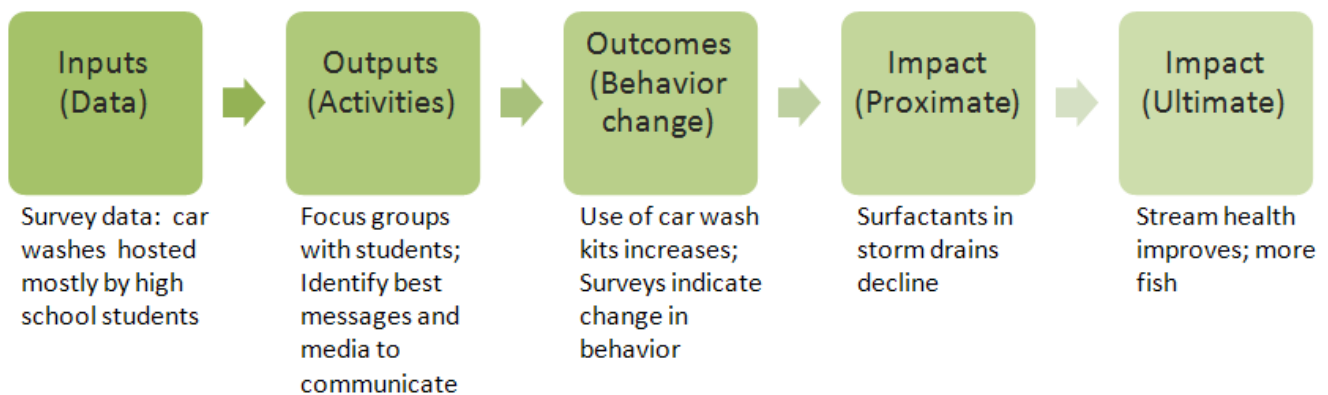 Inputs
(Data)
Outputs
(Activities)
Outcomes
(Behavior
change)
Impact
(Proximate)
Impact
(Ultimate)
Survey data: car
washes hosted
mostly by high
school students
Focus groups
with students;
Identify best
messages and
media to
communicate
Use of car wash
kits increases;
Surveys indicate
change in
behavior
Surfactants in
storm drains
decline
Stream health
improves; more
fish